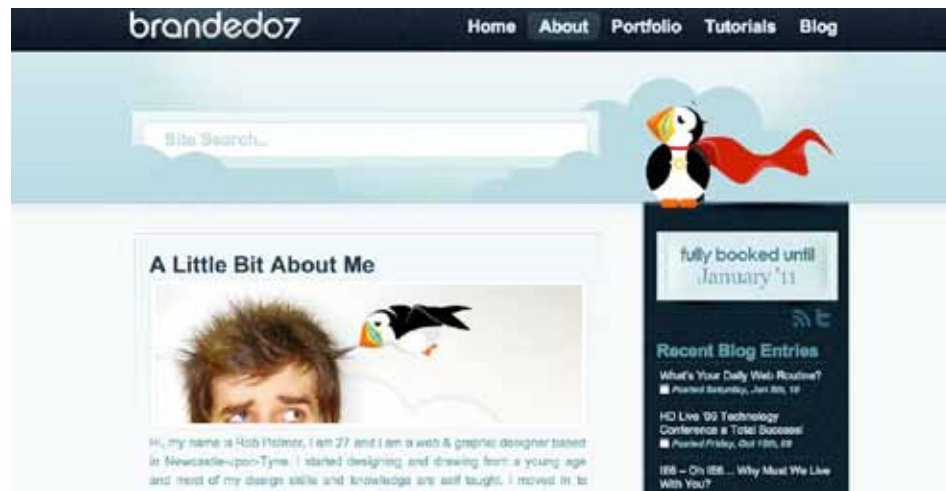 brandedo7
Home About Portfolio Tutorials Blog
Site Search...
A Little Bit About Me
Hi, my name is Rob Palmer, I am 27 and I am a web & graphic designer based
in Newcastle-upon-Tyne. I started designing and drawing from a young age
and most of my design skills and knowledge are self taught. I moved in to
fully booked until
January '11
Recent Blog Entries
What's Your Daily Web Routine?
Posted Saturday, Jan 10
HD Live '09 Technology
Conference a Total Success!
Posted Friday, Oct 09
IE6 – Oh IE6... Why Must We Live
With You?